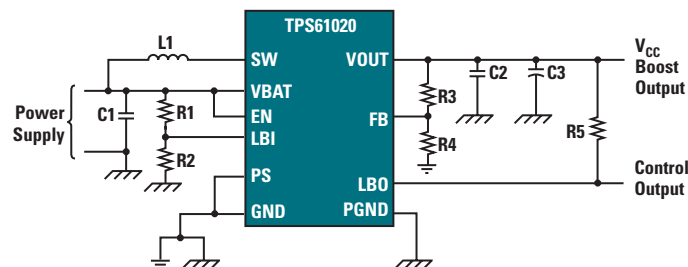 TPS61020
L1
SW
VOUT
VCC
Boost
Output
C2
C3
VBAT
R3
Power
Supply
C1
R1
EN
FB
R5
LBI
R4
R2
PS
LBO
Control
Output
GND
PGND